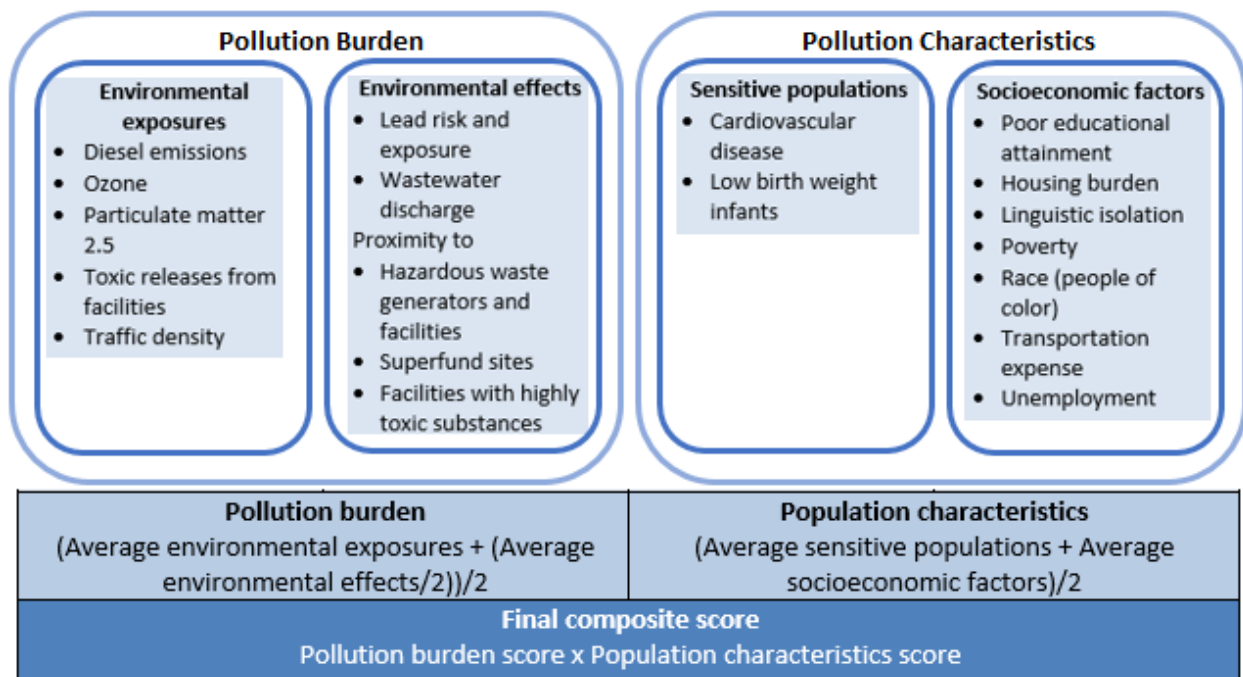 Pollution Burden
Environmental
exposures
• Diesel emissions
• Ozone
• Particulate matter
2.5
• Toxic releases from
facilities
• Traffic density
Environmental effects
• Lead risk and
exposure
• Wastewater
discharge
Proximity to
• Hazardous waste
generators and
facilities
• Superfund sites
• Facilities with highly
toxic substances
Pollution Characteristics
Sensitive populations
• Cardiovascular
disease
• Low birth weight
infants
Socioeconomic factors
• Poor educational
attainment
• Housing burden
• Linguistic isolation
• Poverty
• Race (people of
color)
• Transportation
expense
• Unemployment
Pollution burden
(Average environmental exposures + (Average
environmental effects/2))/2
Population characteristics
(Average sensitive populations + Average
socioeconomic factors)/2
Final composite score
Pollution burden score x Population characteristics score